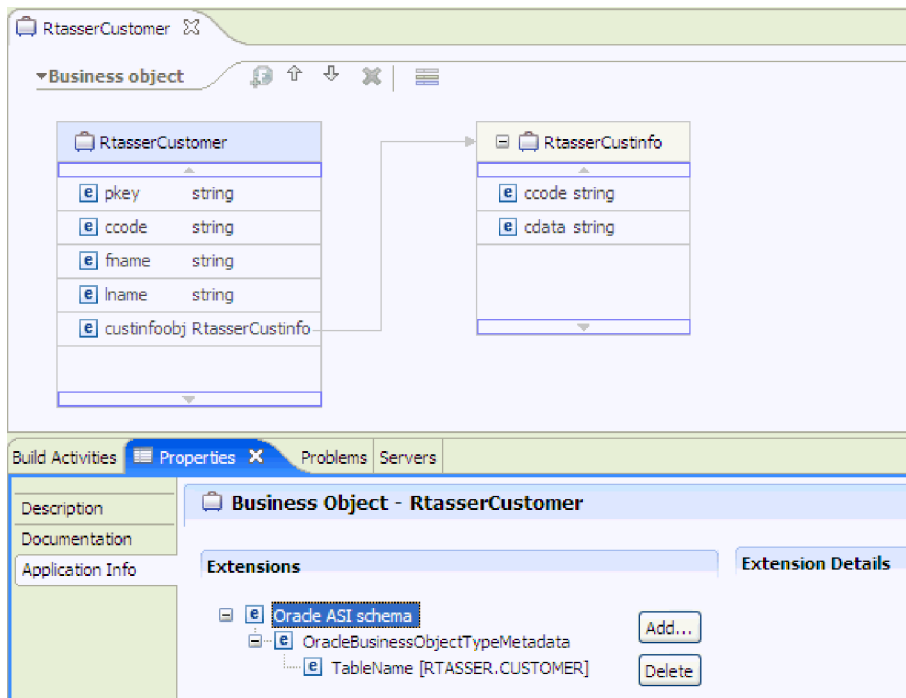 RtasserCustomer
Business object
RtasserCustomer
pkey string
ccode string
fname string
lname string
custinfoobj RtasserCustinfo
RtasserCustinfo
ccode string
cdata string
Build Activities Properties Problems Servers
Description
Documentation
Application Info
Business Object - RtasserCustomer
Extensions
Extension Details
Oracle ASI schema
OracleBusinessObjectTypeMetadata
TableName [RTASSER.CUSTOMER]
Add...
Delete